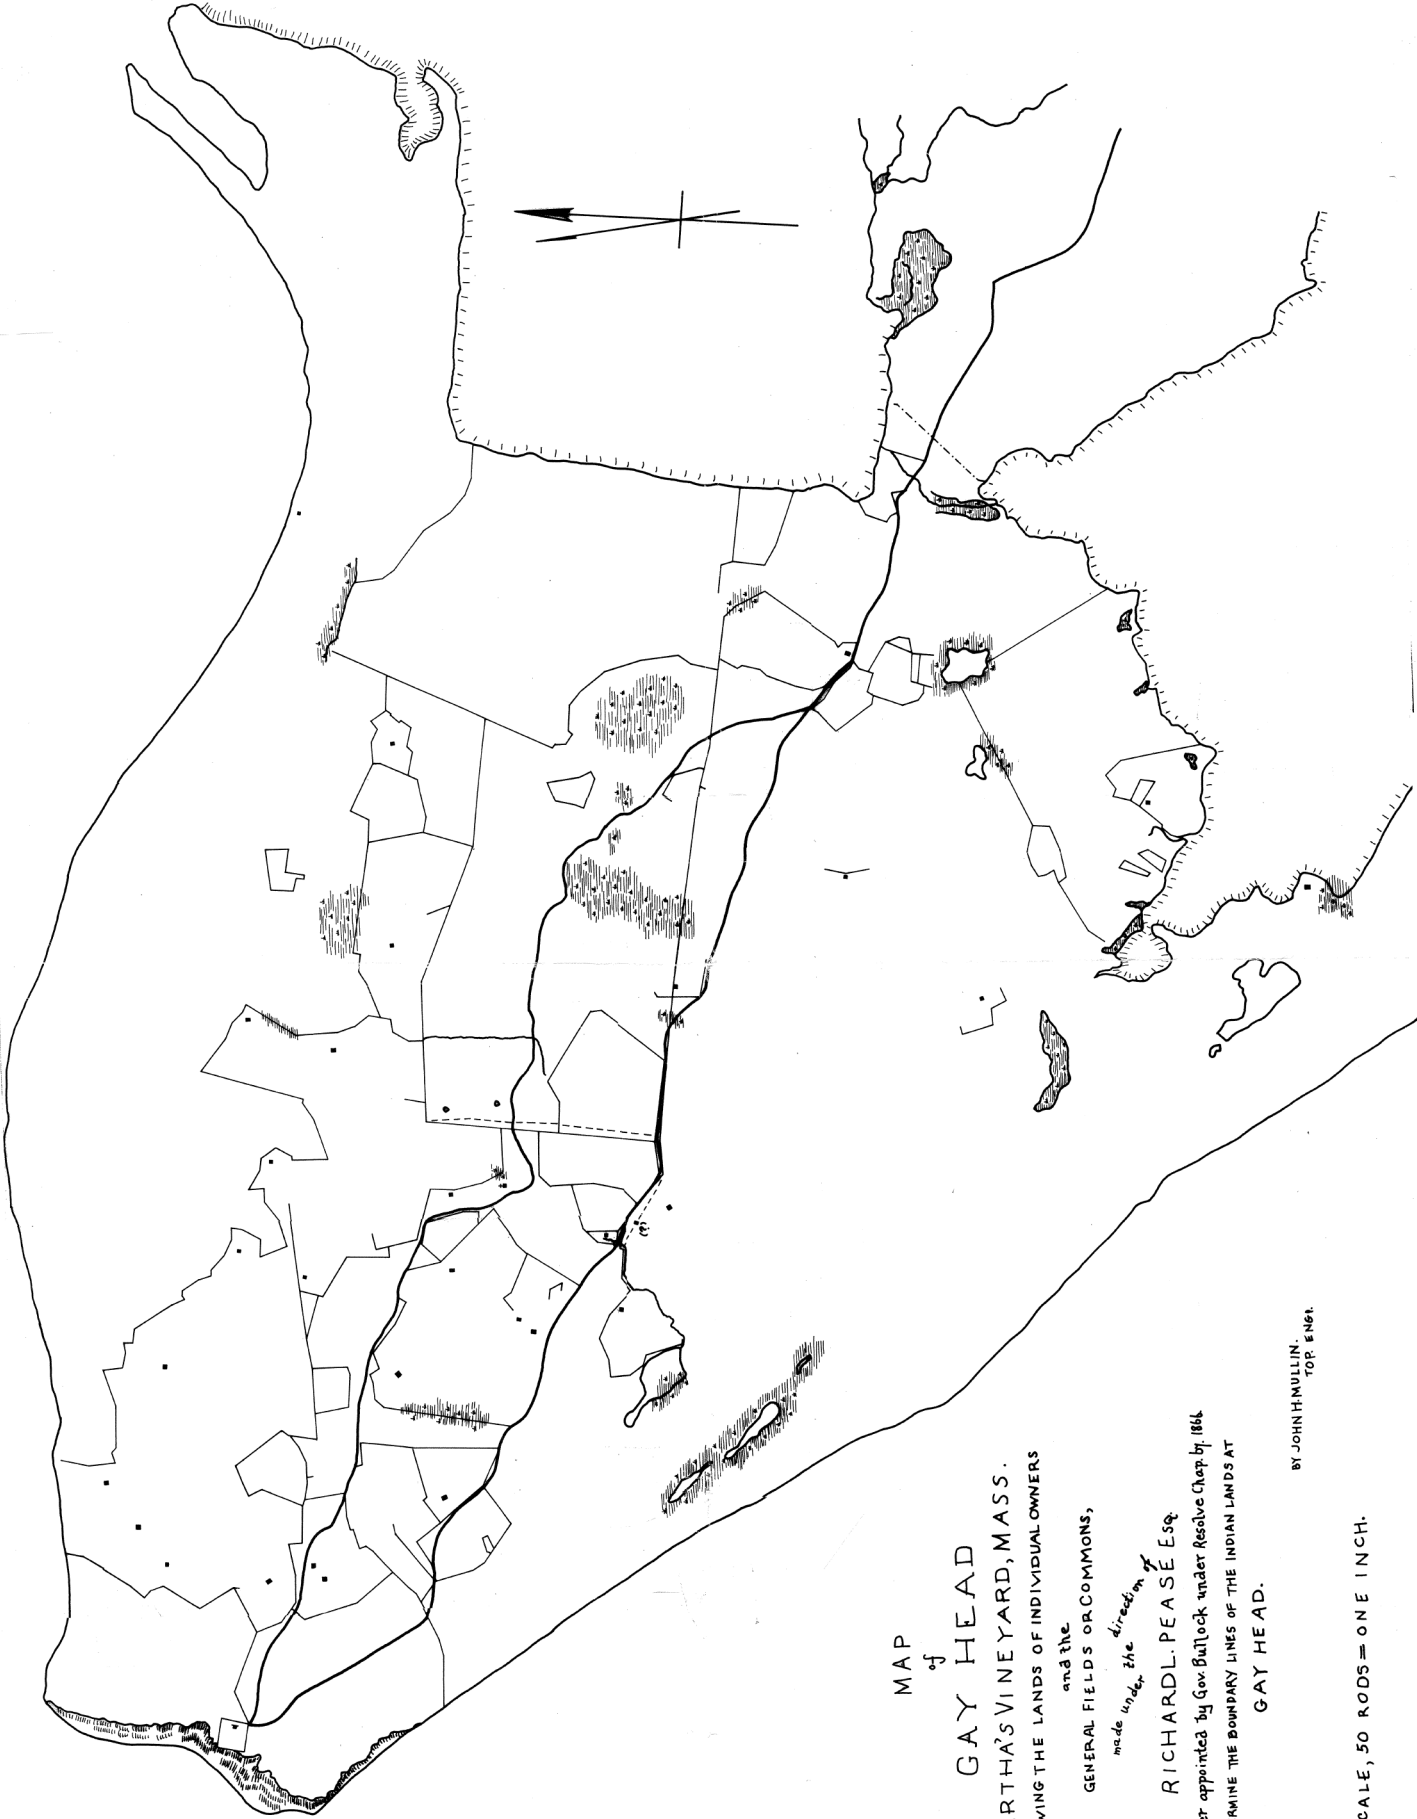 MAP
of
GAY HEAD
RTHA'S VINEYARD, MASS.
VING THE LANDS OF INDIVIDUAL OWNERS
and the
GENERAL FIELDS OR COMMONS,
made under the direction of
RICHARD L. PEASE Esq.
er appointed by Gov. Bullock under Resolve Chap. 67, 1866
RMINE THE BOUNDARY LINES OF THE INDIAN LANDS AT
GAY HEAD.
BY JOHN H. MULLIN.
TOP. ENGR.
CALE, 50 RODS = ONE INCH.
(?)